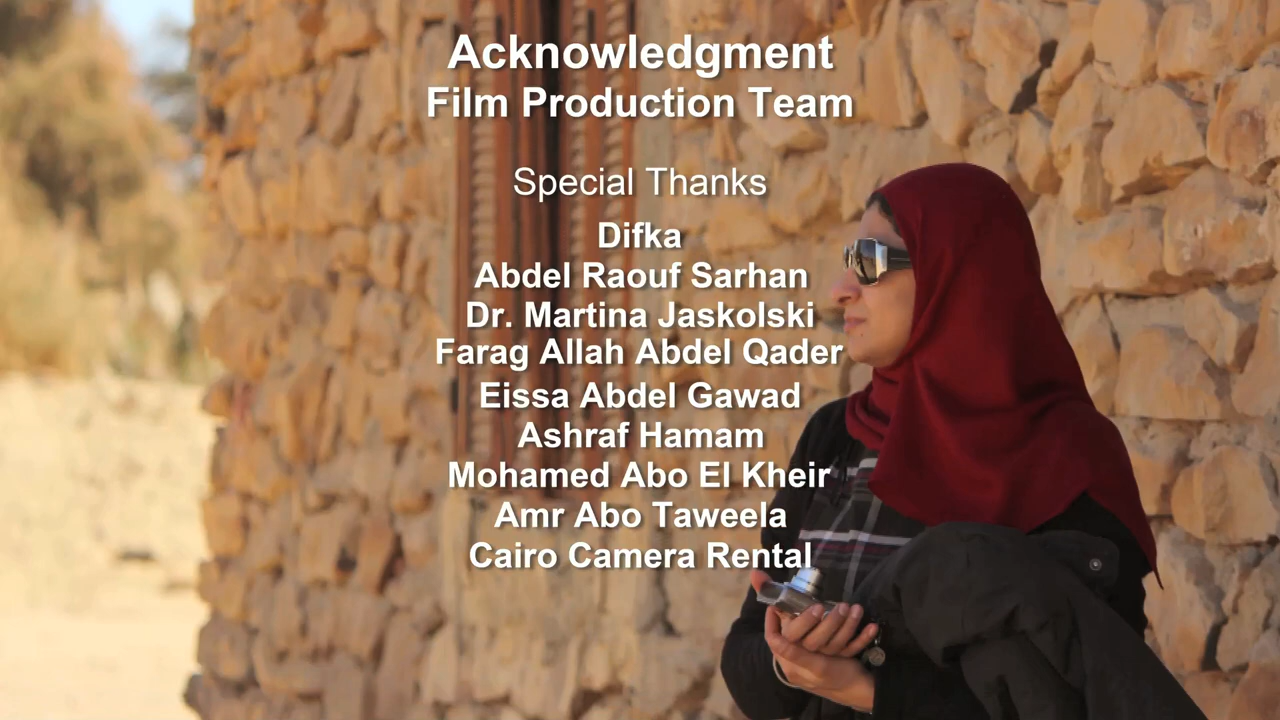 Acknowledgment
Film Production Team
Special Thanks
Difka
Abdel Raouf Sarhan
Dr. Martina Jaskolski
Farag Allah Abdel Qader
Eissa Abdel Gawad
Ashraf Hamam
Mohamed Abo El Kheir
Amr Abo Taweela
Cairo Camera Rental